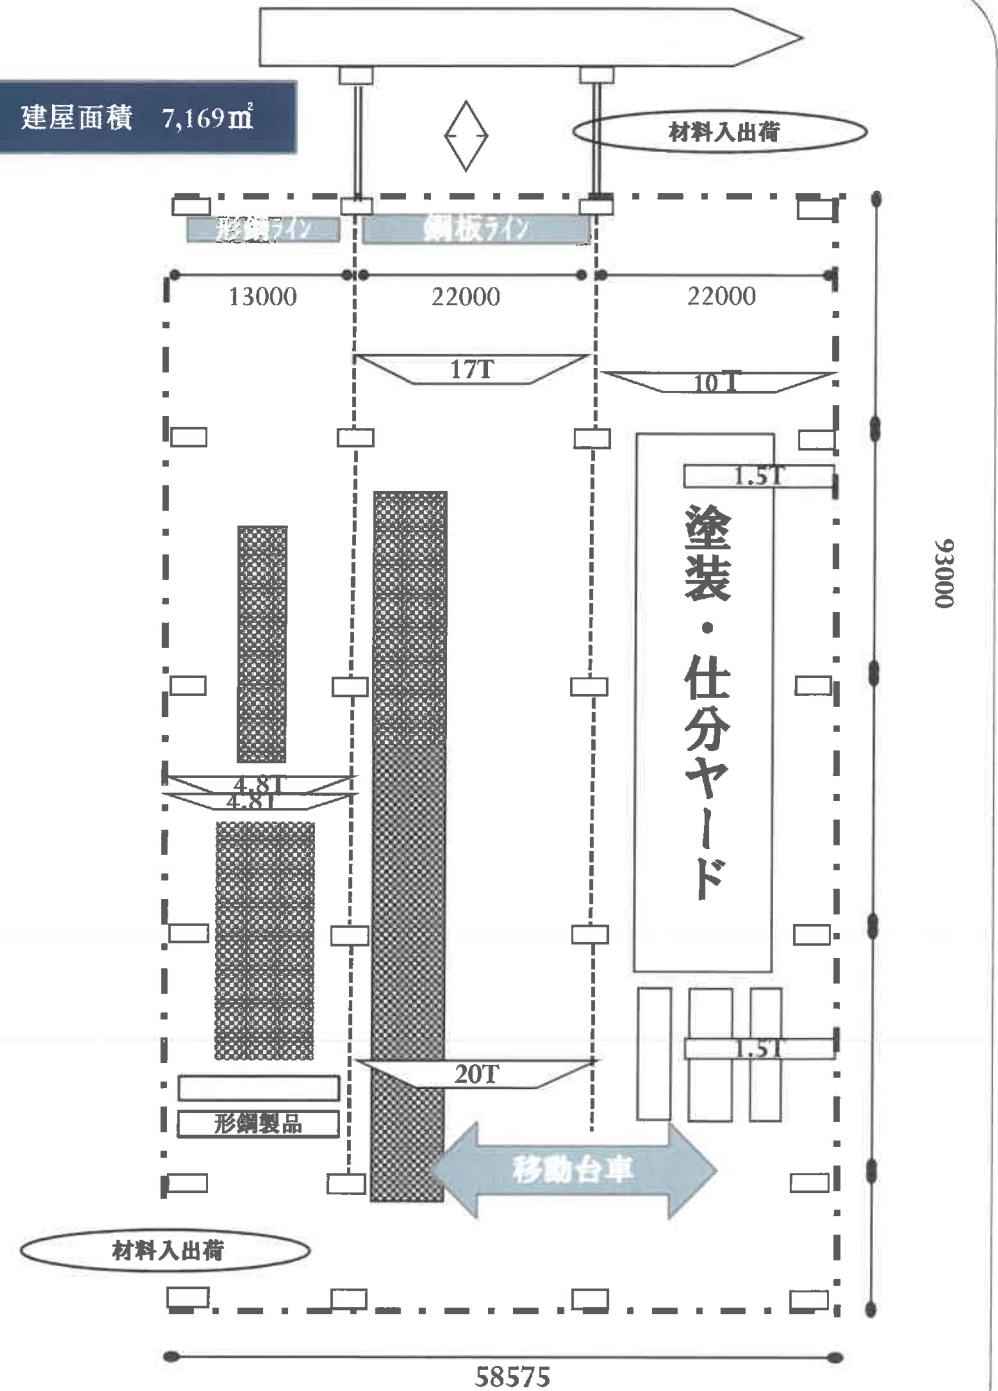 建屋面積 7,169㎡
材料入出荷
形鋼ライン
鋼板ライン
13000
22000
22000
17T
10T
1.5T
塗装・仕分ヤード
93000
4.8T
4.8T
1.5T
20T
形鋼製品
移動台車
材料入出荷
58575